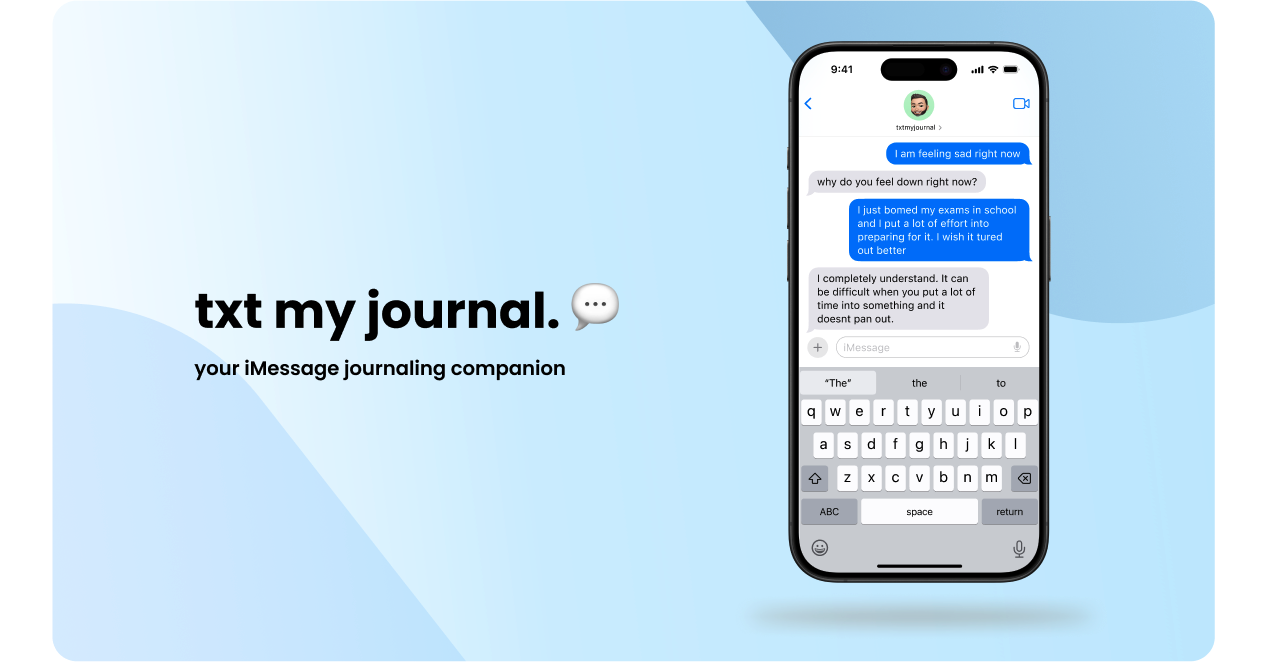 txt my journal. 💬
your iMessage journaling companion
9:41
txtmyjournal >
I am feeling sad right now
why do you feel down right now?
I just bomed my exams in school
and I put a lot of effort into
preparing for it. I wish it tured
out better
I completely understand. It can
be difficult when you put a lot of
time into something and it
doesnt pan out.
iMessage
“The” the to
q w e r t y u i o p
a s d f g h j k l
z x c v b n m
ABC space return